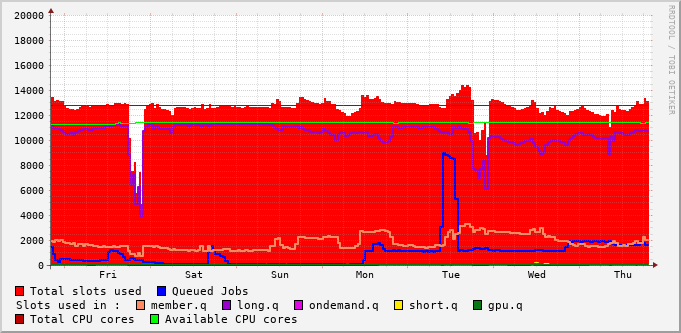 20000
18000
16000
14000
12000
10000
8000
6000
4000
2000
0
Fri Sat Sun Mon Tue Wed Thu
RRDTOOL / TOBI OETIKER
Total slots used Queued Jobs
Slots used in : member.q long.q ondemand.q short.q gpu.q
Total CPU cores Available CPU cores